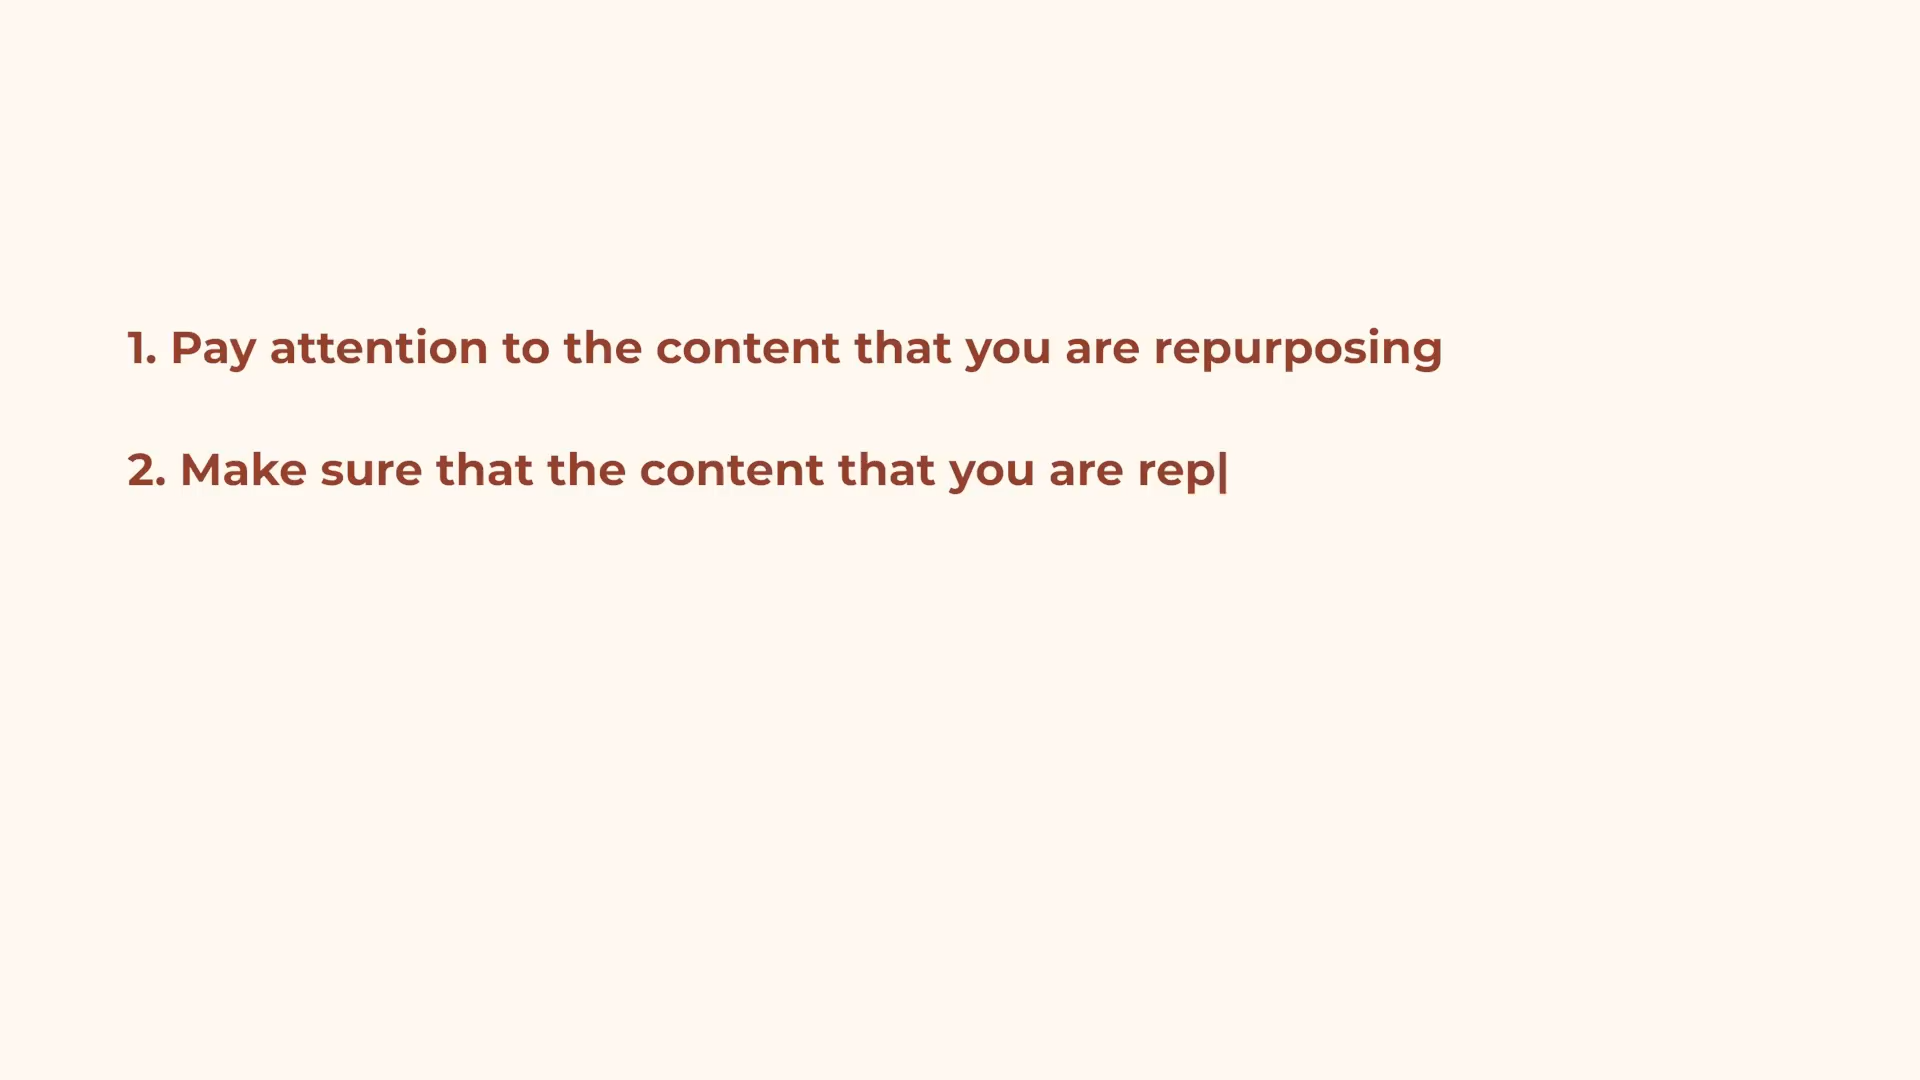 1. Pay attention to the content that you are repurposing
2. Make sure that the content that you are rep|